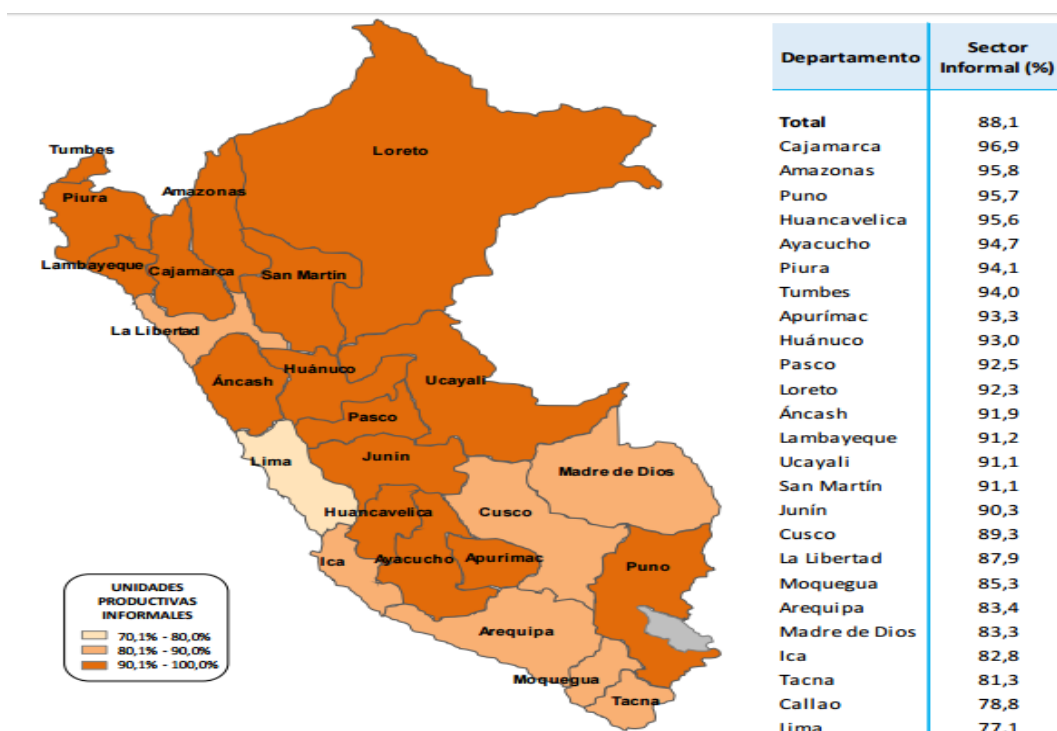 Tumbes
Loreto
Piura
Amazonas
Lambayeque
Cajamarca
San Martín
La Libertad
Áncash
Huánuco
Ucayali
Pasco
Lima
Junín
Madre de Dios
Huancavelica
Cusco
Ica
Ayacucho
Apurímac
Puno
Arequipa
Moquegua
Tacna
UNIDADES
PRODUCTIVAS
INFORMALES
70,1% - 80,0%
80,1% - 90,0%
90,1% - 100,0%
Departamento Sector Informal (%)
Total 88,1
Cajamarca 96,9
Amazonas 95,8
Puno 95,7
Huancavelica 95,6
Ayacucho 94,7
Piura 94,1
Tumbes 94,0
Apurímac 93,3
Huánuco 93,0
Pasco 92,5
Loreto 92,3
Áncash 91,9
Lambayeque 91,2
Ucayali 91,1
San Martín 91,1
Junín 90,3
Cusco 89,3
La Libertad 87,9
Moquegua 85,3
Arequipa 83,4
Madre de Dios 83,3
Ica 82,8
Tacna 81,3
Callao 78,8
Lima 77,1